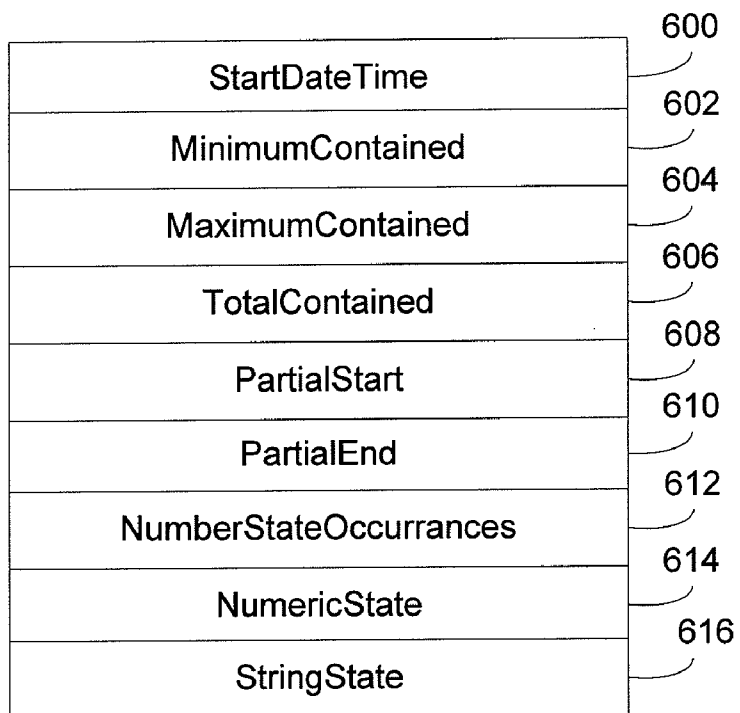 600
StartDateTime
602
MinimumContained
604
MaximumContained
606
TotalContained
608
PartialStart
610
PartialEnd
612
NumberStateOccurrances
614
NumericState
616
StringState